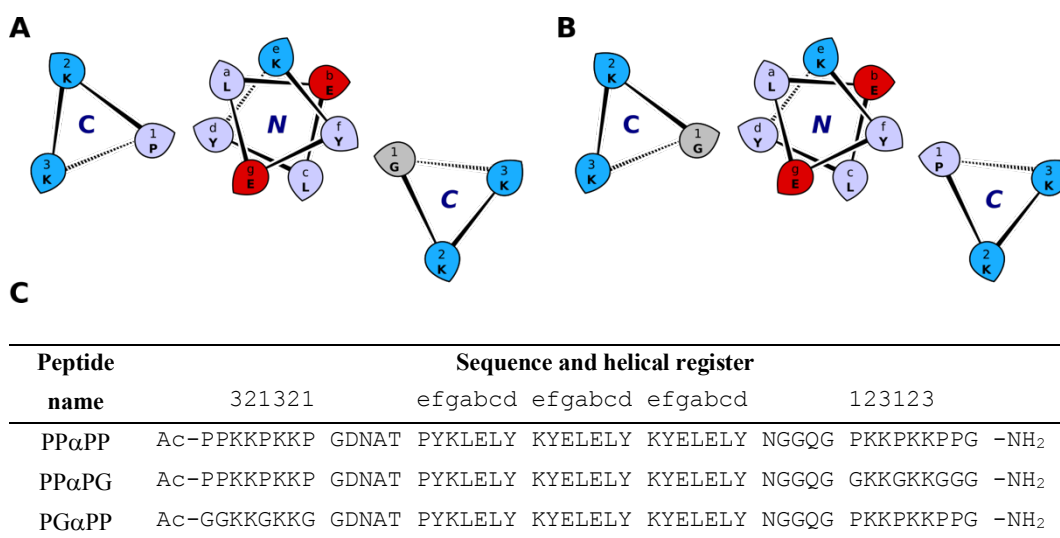 A
B
2
K
C
1
P
3
K
e
K
a
L
b
E
N
d
Y
f
Y
g
E
c
L
1
G
3
K
C
2
K
2
K
C
1
G
3
K
e
K
a
L
b
E
N
d
Y
f
Y
g
E
c
L
1
P
3
K
C
2
K
C
Peptide name Sequence and helical register
321321 efgabcd efgabcd efgabcd 123123
PPαPP Ac-PPKKPKKP GDNAT PYKLELY KYELELY KYELELY NGGQG PKKPKKPPG -NH₂
PPαPG Ac-PPKKPKKP GDNAT PYKLELY KYELELY KYELELY NGGQG GKKGKKGGG -NH₂
PGαPP Ac-GGKKGKKG GDNAT PYKLELY KYELELY KYELELY NGGQG PKKPKKPPG -NH₂